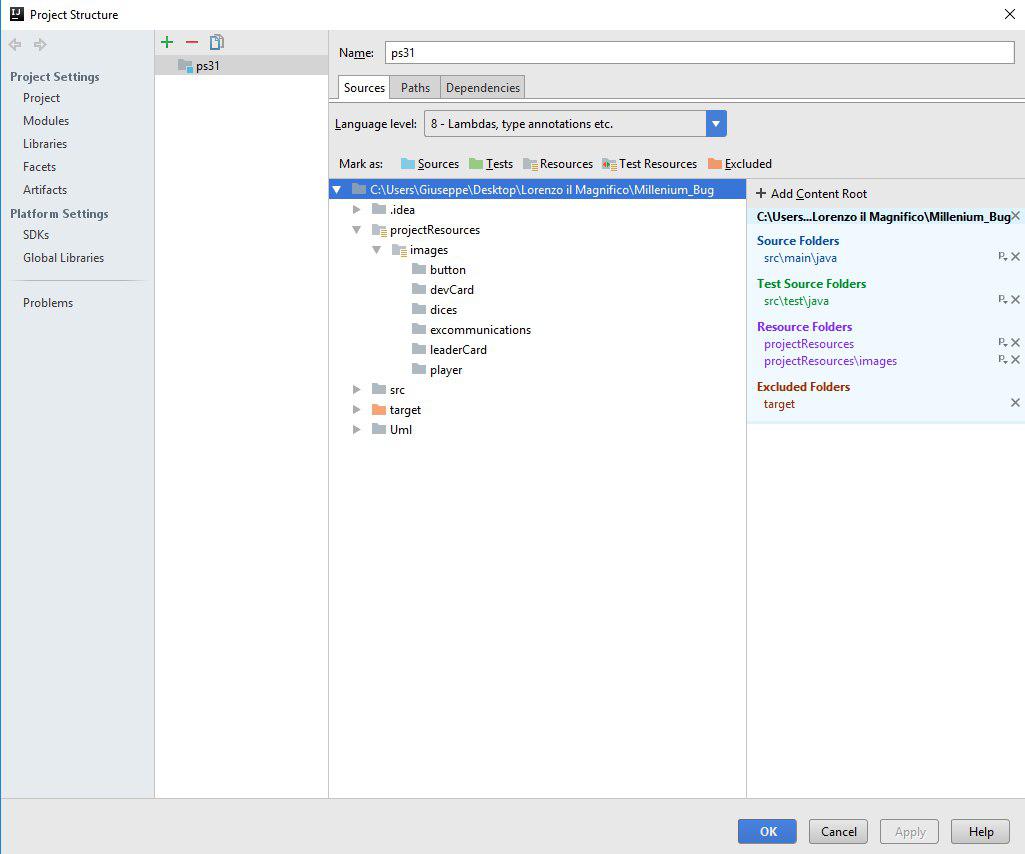 Project Structure
Project Settings
Project
Modules
Libraries
Facets
Artifacts
Platform Settings
SDKs
Global Libraries
Problems
ps31
Name: ps31
Sources Paths Dependencies
Language level: 8 - Lambdas, type annotations etc.
Mark as: Sources Tests Resources Test Resources Excluded
C:\Users\Giuseppe\Desktop\Lorenzo il Magnifico\Millenium_Bug
.idea
projectResources
images
button
devCard
dices
excommunications
leaderCard
player
src
target
Uml
+ Add Content Root
C:\Users...Lorenzo il Magnifico\Millenium_Bug
Source Folders
src\main\java
Test Source Folders
src\test\java
Resource Folders
projectResources
projectResources\images
Excluded Folders
target
OK Cancel Apply Help